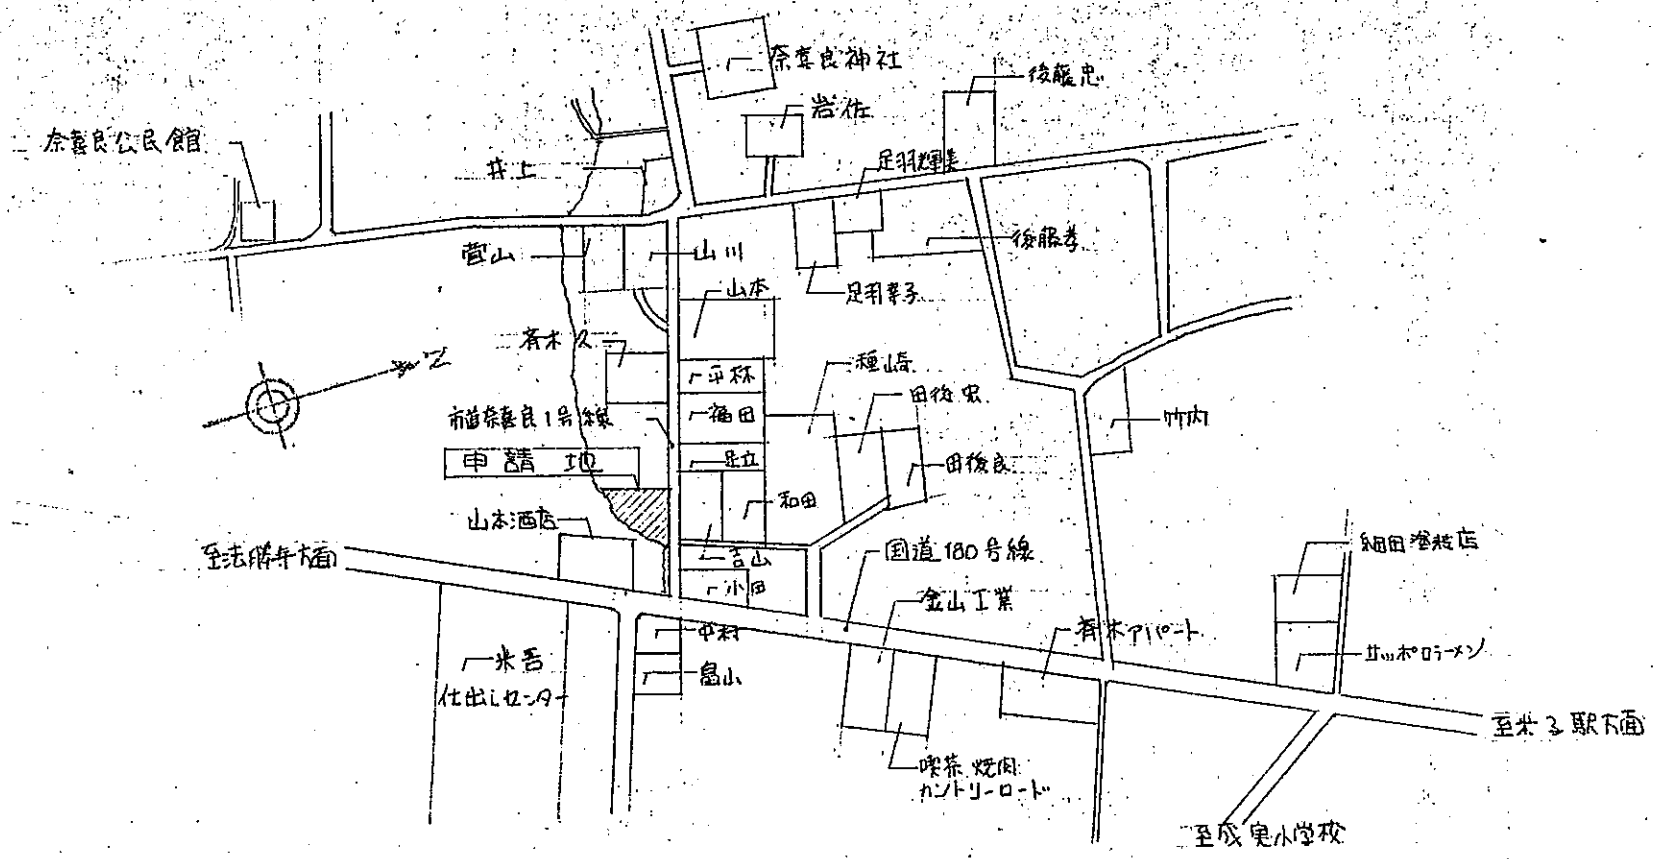 奈喜良神社
後藤忠
岩佐
奈喜良公民館
井上
足羽輝美
菅山
山川
後藤孝
山本
足羽幸子
斉木久
N
種崎
平林
田後忠
市道奈喜良1号線
福田
竹内
申請地
足立
田後良
和田
山本酒店
至法勝寺方面
吉山
国道180号線
細田塗装店
小田
金山工業
中村
斉木アパート
米吾
仕出しセンター
畠山
サッポロラーメン
至米子駅方面
喫茶 焼肉
カントリーロード
至成実小学校